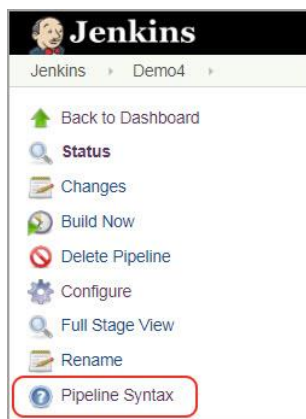 Jenkins
Jenkins Demo4
Back to Dashboard
Status
Changes
Build Now
Delete Pipeline
Configure
Full Stage View
Rename
Pipeline Syntax